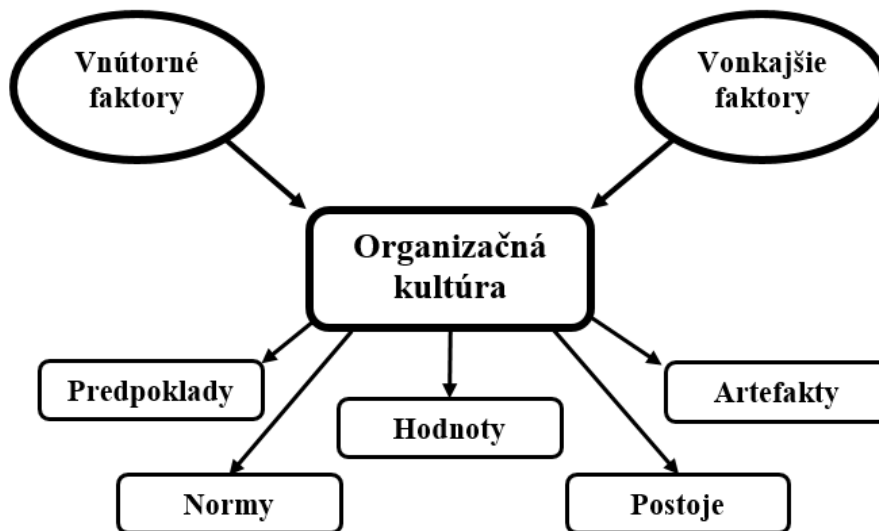 Vnútorné
faktory
Vonkajšie
faktory
Organizačná
kultúra
Predpoklady
Artefakty
Hodnoty
Normy
Postoje